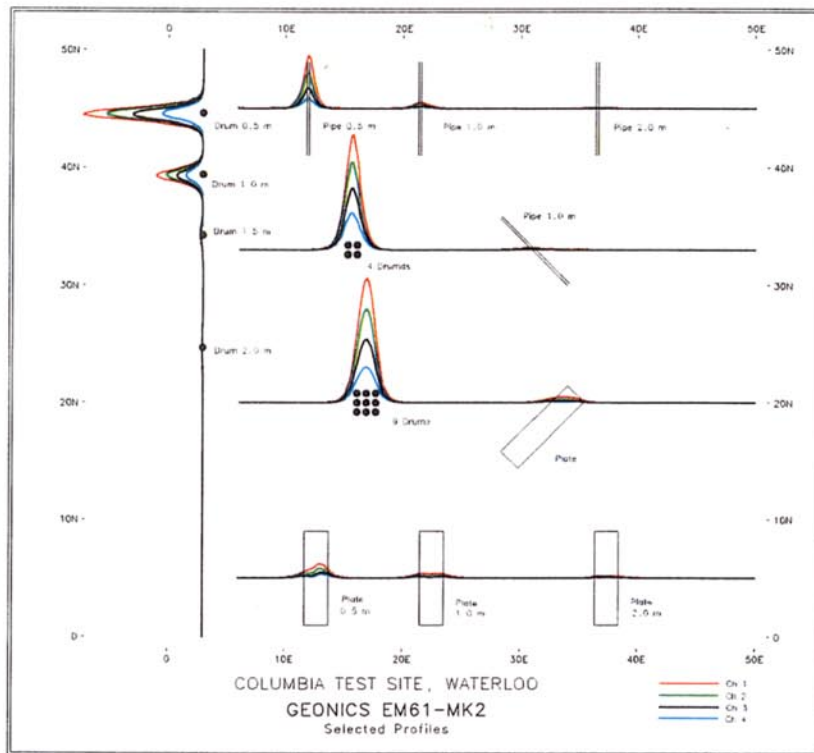 0 10E 20E 30E 40E 50E
50N 50N
Drum 0.5 m Pipe 0.5 m Pipe 1.0 m Pipe 2.0 m
40N 40N
Drum 1.0 m
Pipe 1.0 m
Drum 1.5 m
4 Drums
30N 30N
Drum 2.0 m
20N 20N
9 Drums
Plate
10N 10N
Plate
0.5 m
Plate
1.0 m
Plate
2.0 m
0 0
0 10E 20E 30E 40E 50E
COLUMBIA TEST SITE, WATERLOO
GEONICS EM61-MK2
Selected Profiles
Ch 1
Ch 2
Ch 3
Ch 4